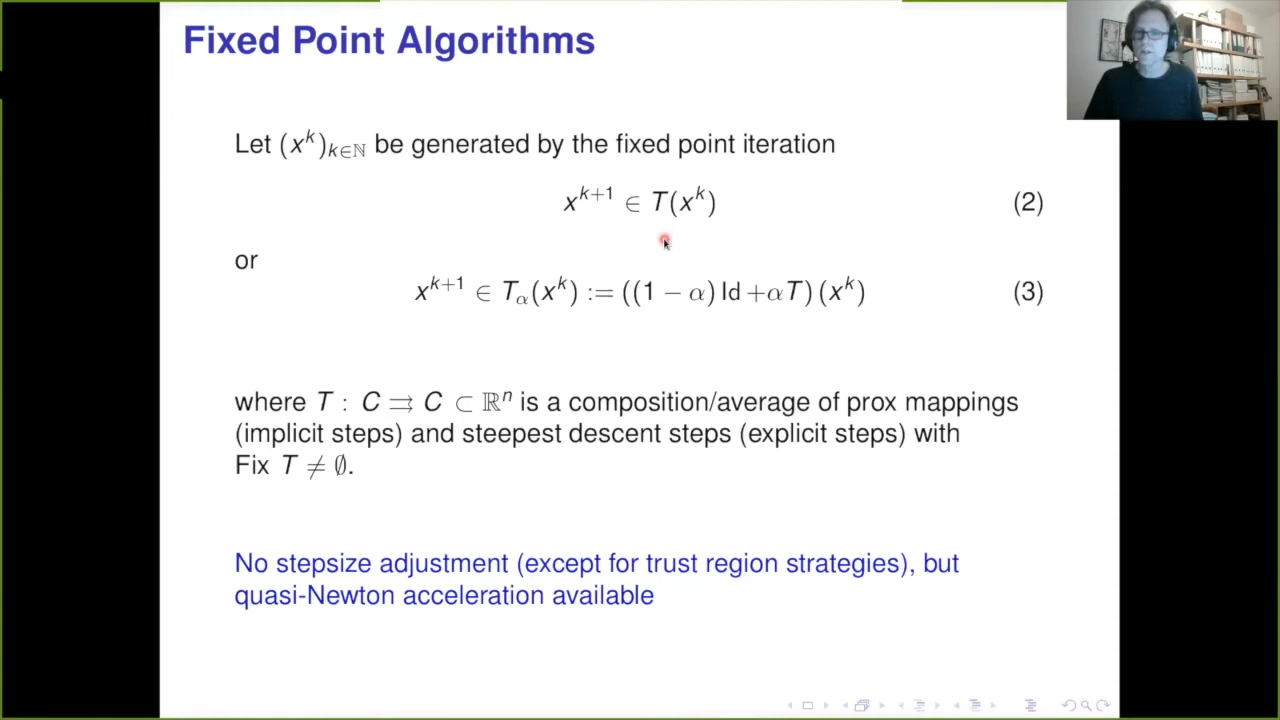 Fixed Point Algorithms
Let (x^k)_{k∈ℕ} be generated by the fixed point iteration
x^{k+1} ∈ T(x^k) (2)
or
x^{k+1} ∈ T_α(x^k) := ((1 − α) Id +αT) (x^k) (3)
where T : C ⇉ C ⊂ ℝ^n is a composition/average of prox mappings
(implicit steps) and steepest descent steps (explicit steps) with
Fix T ≠ ∅.
No stepsize adjustment (except for trust region strategies), but
quasi-Newton acceleration available